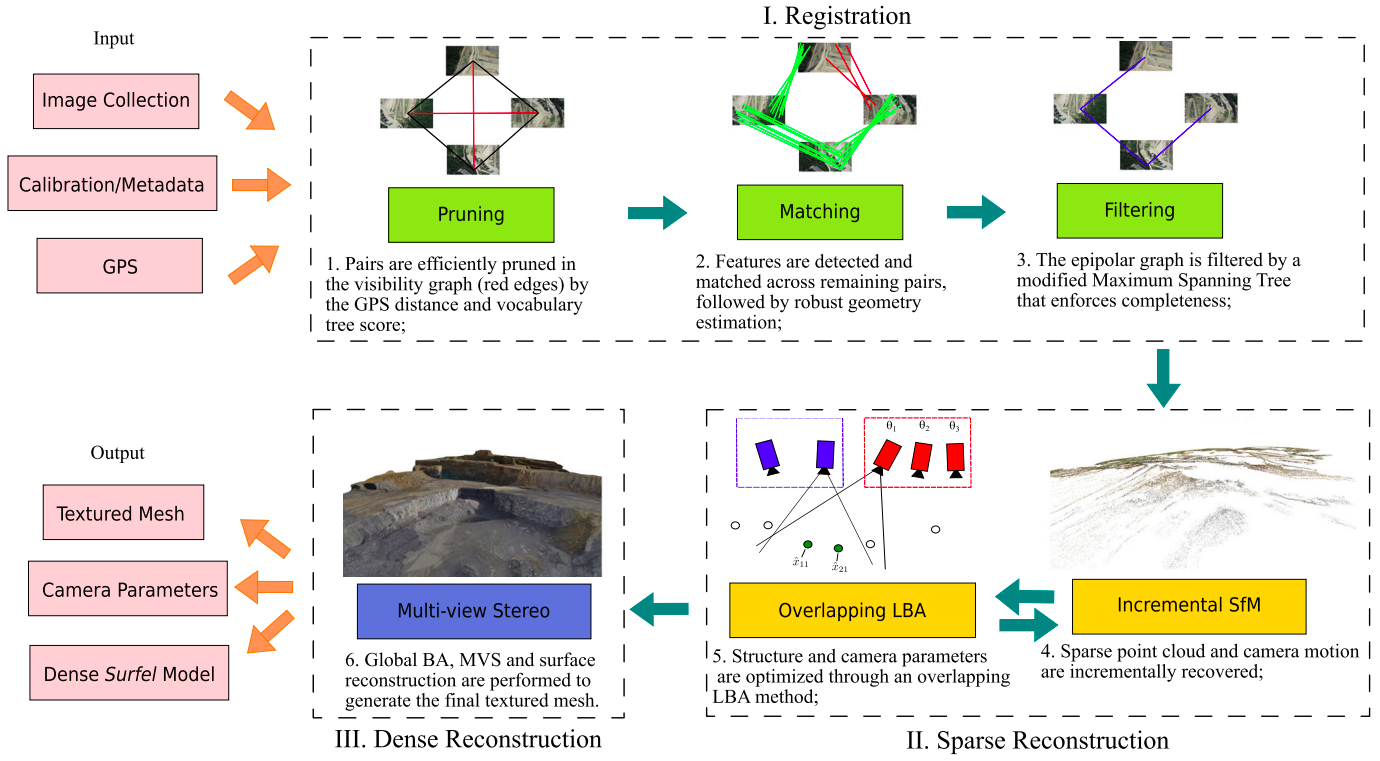 I. Registration
Input
Image Collection
Calibration/Metadata
GPS
Pruning
Matching
Filtering
1. Pairs are efficiently pruned in
the visibility graph (red edges) by
the GPS distance and vocabulary
tree score;
2. Features are detected and
matched across remaining pairs,
followed by robust geometry
estimation;
3. The epipolar graph is filtered by a
modified Maximum Spanning Tree
that enforces completeness;
θ₁ θ₂ θ₃
x̂₁₁ x̂₂₁
Incremental SfM
4. Sparse point cloud and camera motion
are incrementally recovered;
Overlapping LBA
5. Structure and camera parameters
are optimized through an overlapping
LBA method;
II. Sparse Reconstruction
Multi-view Stereo
6. Global BA, MVS and surface
reconstruction are performed to
generate the final textured mesh.
III. Dense Reconstruction
Output
Textured Mesh
Camera Parameters
Dense Surfel Model